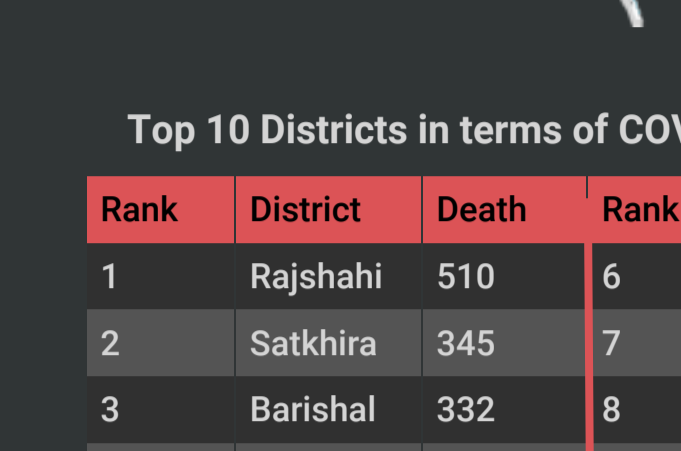 Top 10 Districts in terms of
Rank District Death Rank
1 Rajshahi 510 6
2 Satkhira 345 7
3 Barishal 332 8